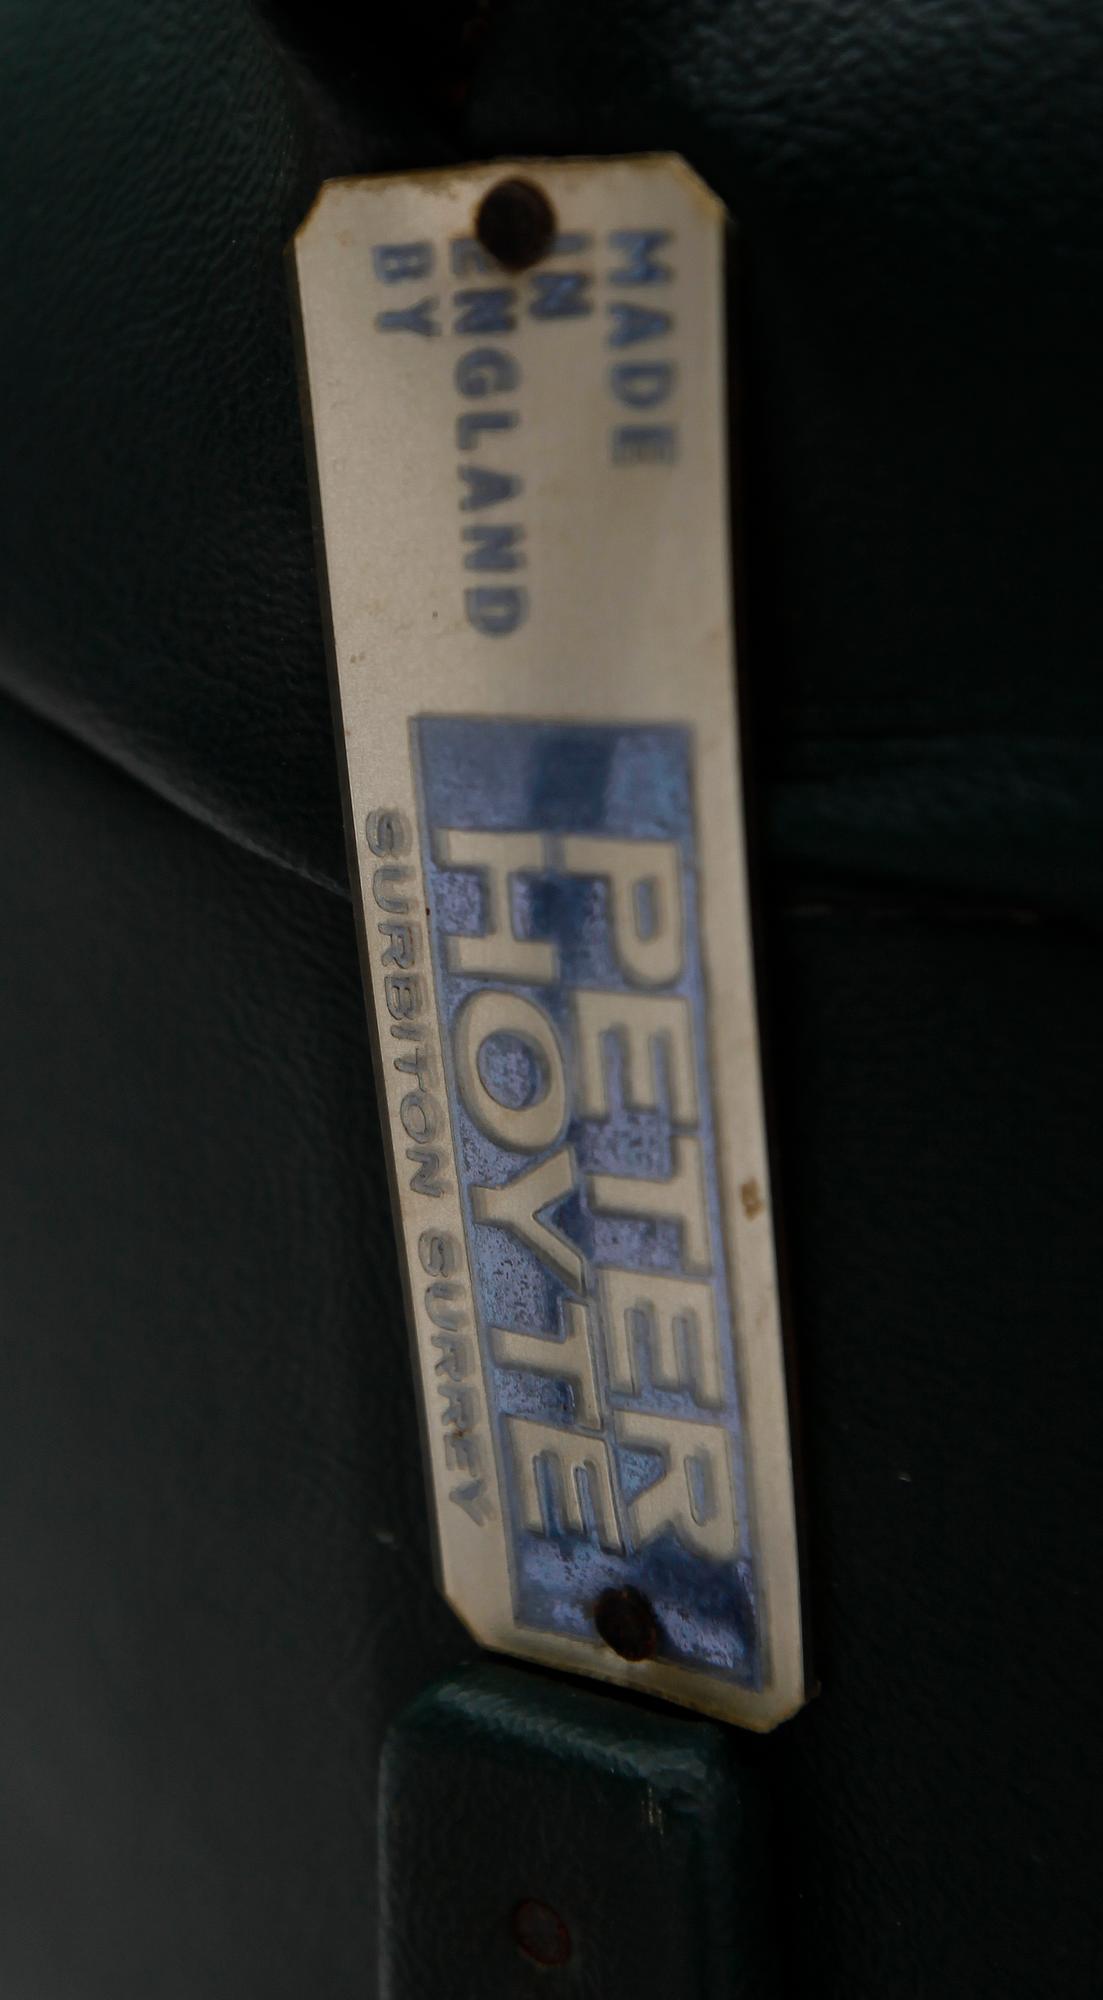 MADE
IN
ENGLAND
BY
PETER
HOYTE
SURBITON SURREY